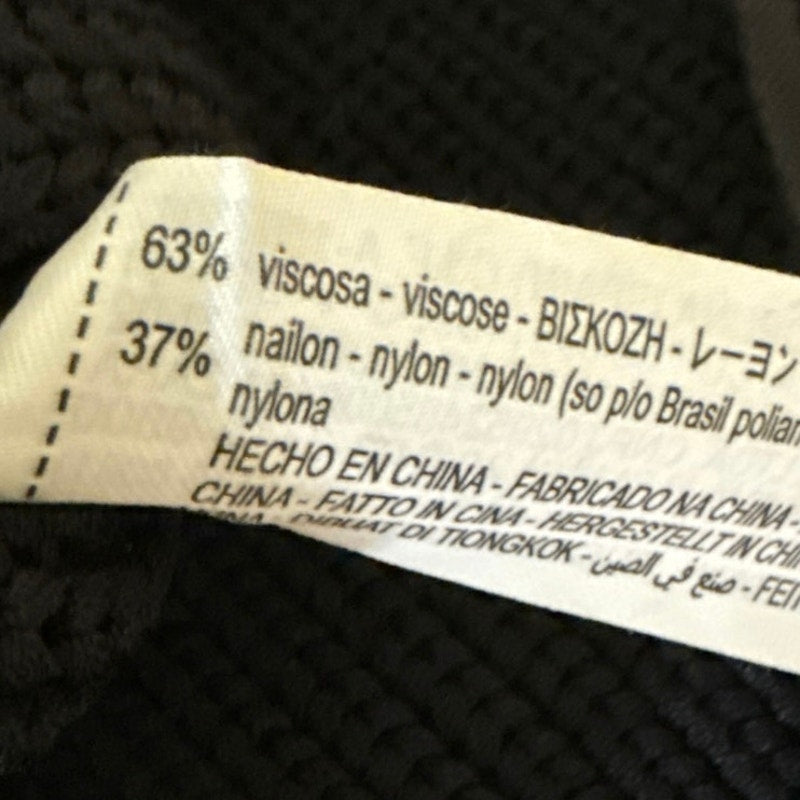 63% viscosa - viscose - ΒΙΣΚΟΖΗ - レーヨン
37% nailon - nylon - nylon (so p/o Brasil
nylona
HECHO EN CHINA - FABRICADO NA CHINA -
CHINA - FATTO IN CINA - HERGESTELLT IN
DIBUAT DI TIONGKOK - صنع في الصين -